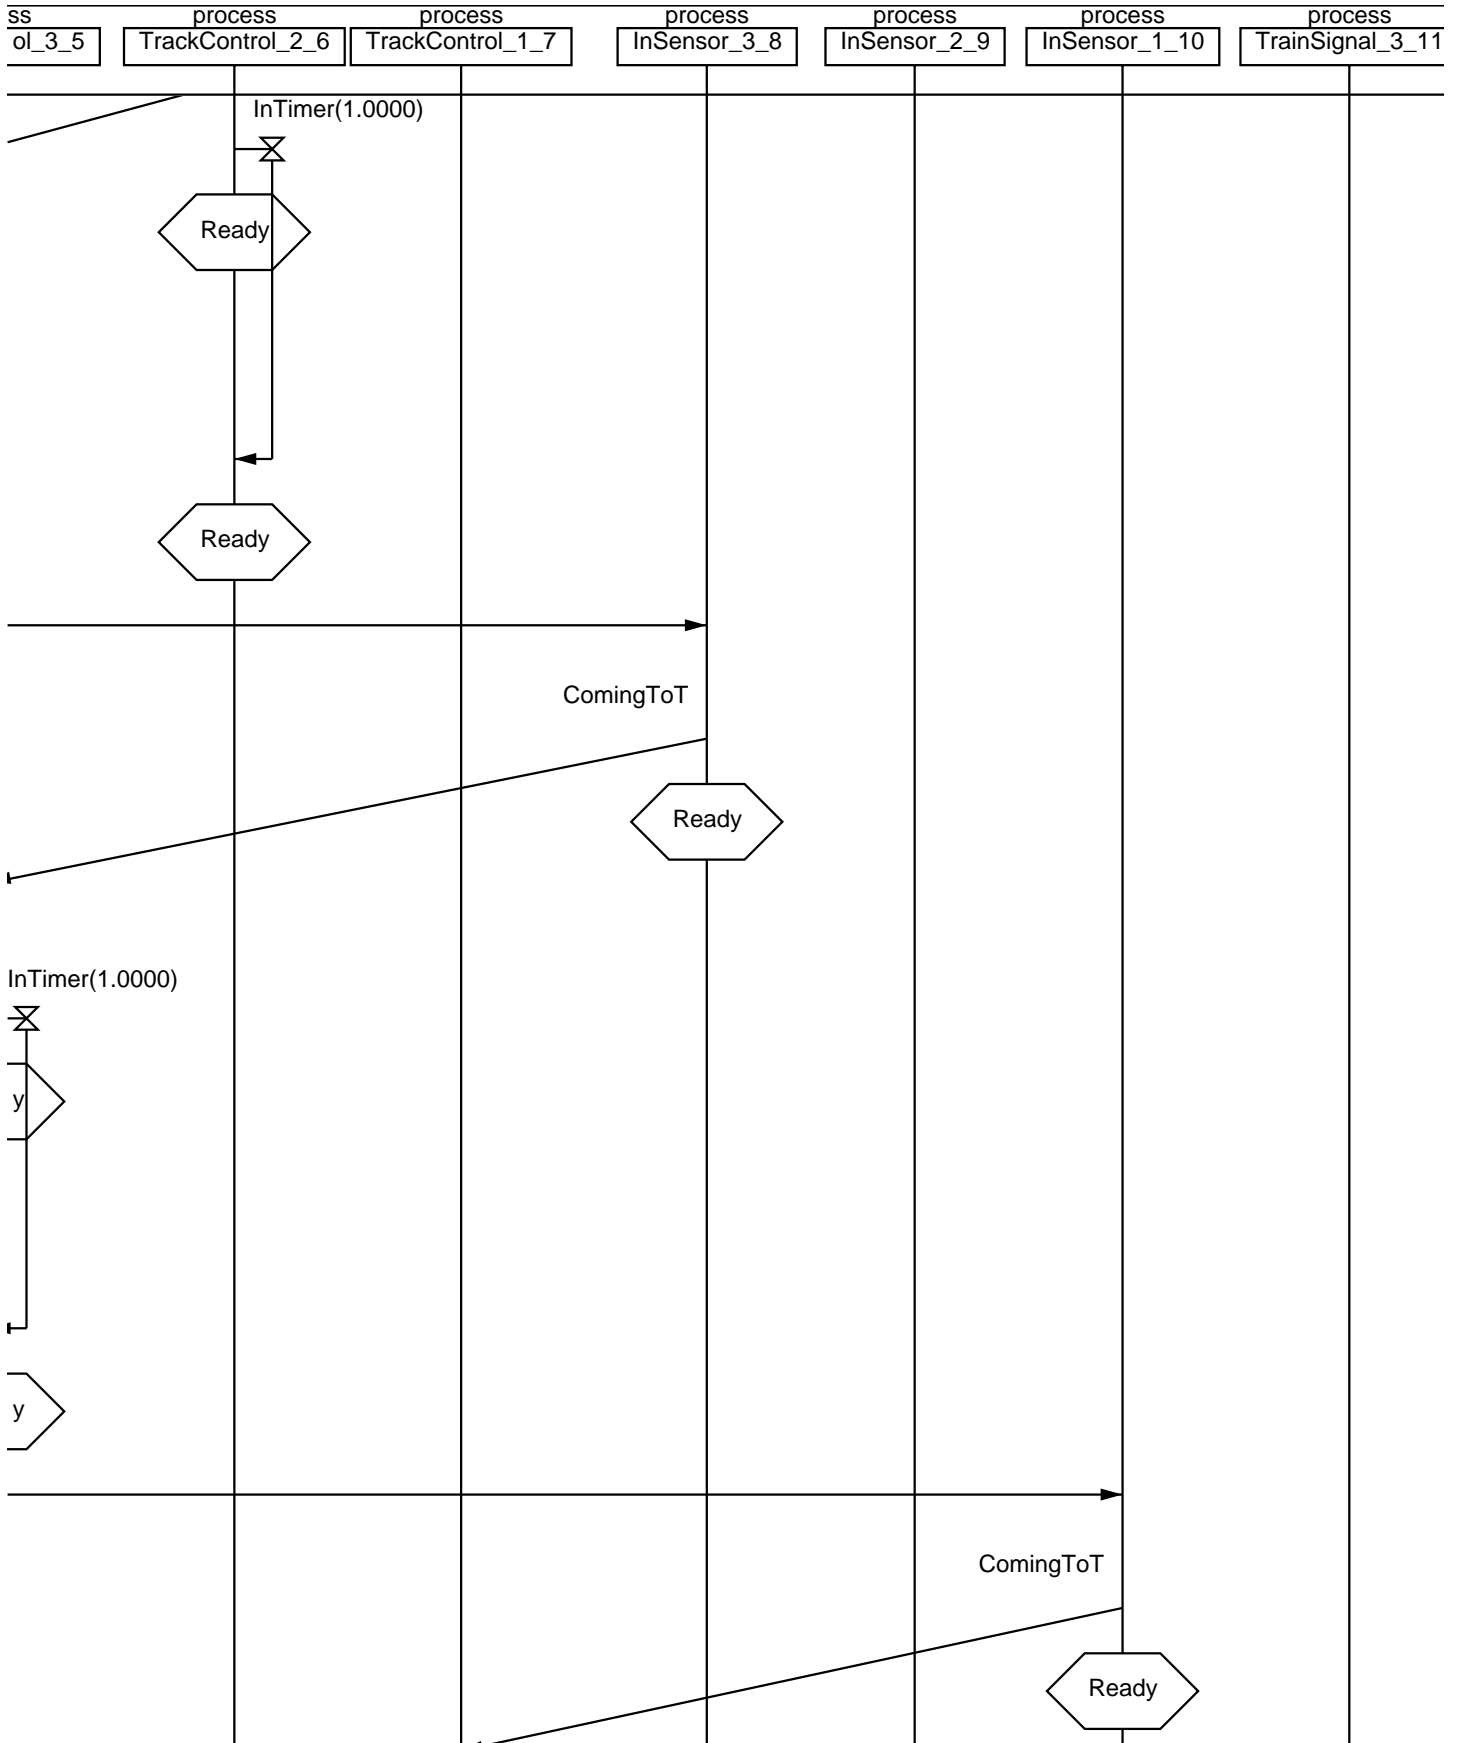 ss process process process process process process
ol_3_5 TrackControl_2_6 TrackControl_1_7 InSensor_3_8 InSensor_2_9 InSensor_1_10 TrainSignal_3_11
InTimer(1.0000)
Ready
Ready
ComingToT
Ready
InTimer(1.0000)
y
y
ComingToT
Ready